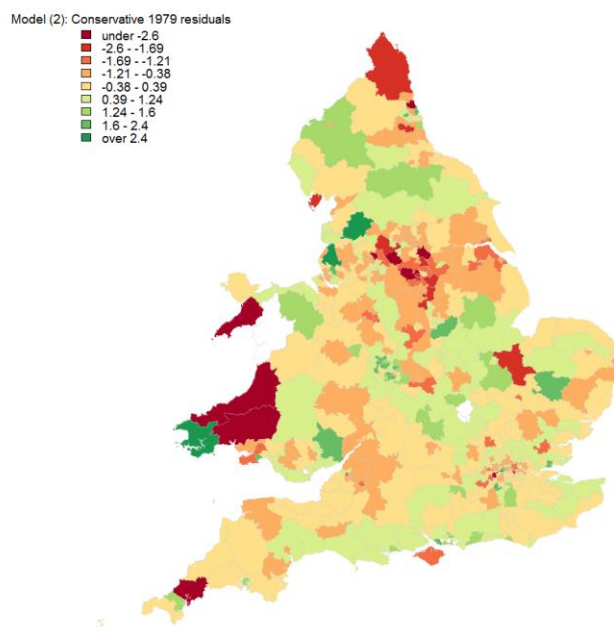 Model (2): Conservative 1979 residuals
under -2.6
-2.6 - -1.69
-1.69 - -1.21
-1.21 - -0.38
-0.38 - 0.39
0.39 - 1.24
1.24 - 1.6
1.6 - 2.4
over 2.4